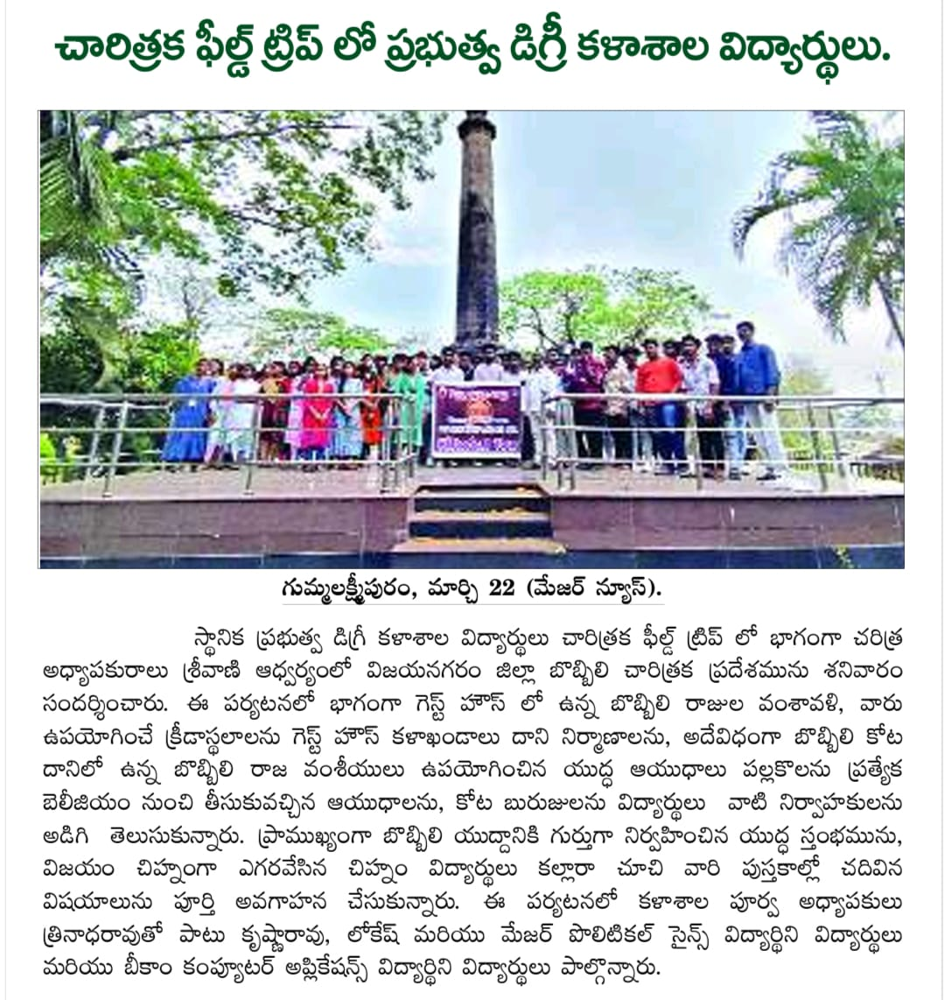 చారిత్రక ఫీల్డ్ ట్రిప్ లో ప్రభుత్వ డిగ్రీ కళాశాల విద్యార్థులు.
గుమ్మలక్ష్మీపురం, మార్చి 22 (మేజర్ న్యూస్).
స్థానిక ప్రభుత్వ డిగ్రీ కళాశాల విద్యార్థులు చారిత్రక ఫీల్డ్ ట్రిప్ లో భాగంగా చరిత్ర
అధ్యాపకురాలు శ్రీవాణి ఆధ్వర్యంలో విజయనగరం జిల్లా బొబ్బిలి చారిత్రక ప్రదేశమును శనివారం
సందర్శించారు. ఈ పర్యటనలో భాగంగా గెస్ట్ హౌస్ లో ఉన్న బొబ్బిలి రాజుల వంశావళి, వారు
ఉపయోగించే క్రీడాస్థలాలను గెస్ట్ హౌస్ కళాఖండాలు దాని నిర్మాణాలను, అదేవిధంగా బొబ్బిలి కోట
దానిలో ఉన్న బొబ్బిలి రాజ వంశీయులు ఉపయోగించిన యుద్ధ ఆయుధాలు పల్లకొలను ప్రత్యేక
బెలీజియం నుంచి తీసుకువచ్చిన ఆయుధాలను, కోట బురుజులను విద్యార్థులు వాటి నిర్వాహకులను
అడిగి తెలుసుకున్నారు. ప్రాముఖ్యంగా బొబ్బిలి యుద్దానికి గుర్తుగా నిర్వహించిన యుద్ధ స్తంభమును,
విజయం చిహ్నంగా ఎగరవేసిన చిహ్నం విద్యార్థులు కల్లారా చూచి వారి పుస్తకాల్లో చదివిన
విషయాలును పూర్తి అవగాహన చేసుకున్నారు. ఈ పర్యటనలో కళాశాల పూర్వ అధ్యాపకులు
త్రినాధరావుతో పాటు కృష్ణారావు, లోకేష్ మరియు మేజర్ పొలిటికల్ సైన్స్ విద్యార్థిని విద్యార్థులు
మరియు బీకాం కంప్యూటర్ అప్లికేషన్స్ విద్యార్థిని విద్యార్థులు పాల్గొన్నారు.